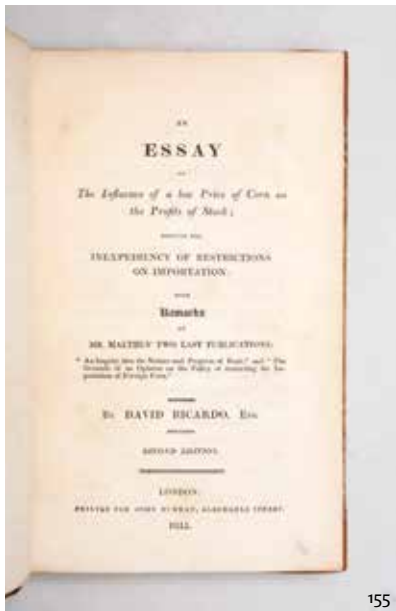 AN
ESSAY
ON
The Influence of a low Price of Corn on
the Profits of Stock;
SHEWING THE
INEXPEDIENCY OF RESTRICTIONS
ON IMPORTATION:
WITH
Remarks
ON
MR. MALTHUS' TWO LAST PUBLICATIONS:
"An Inquiry into the Nature and Progress of Rent;" and "The
Grounds of an Opinion on the Policy of restricting the Im-
portation of Foreign Corn."
By DAVID RICARDO, Esq.
SECOND EDITION.
LONDON:
PRINTED FOR JOHN MURRAY, ALBEMARLE STREET.
155